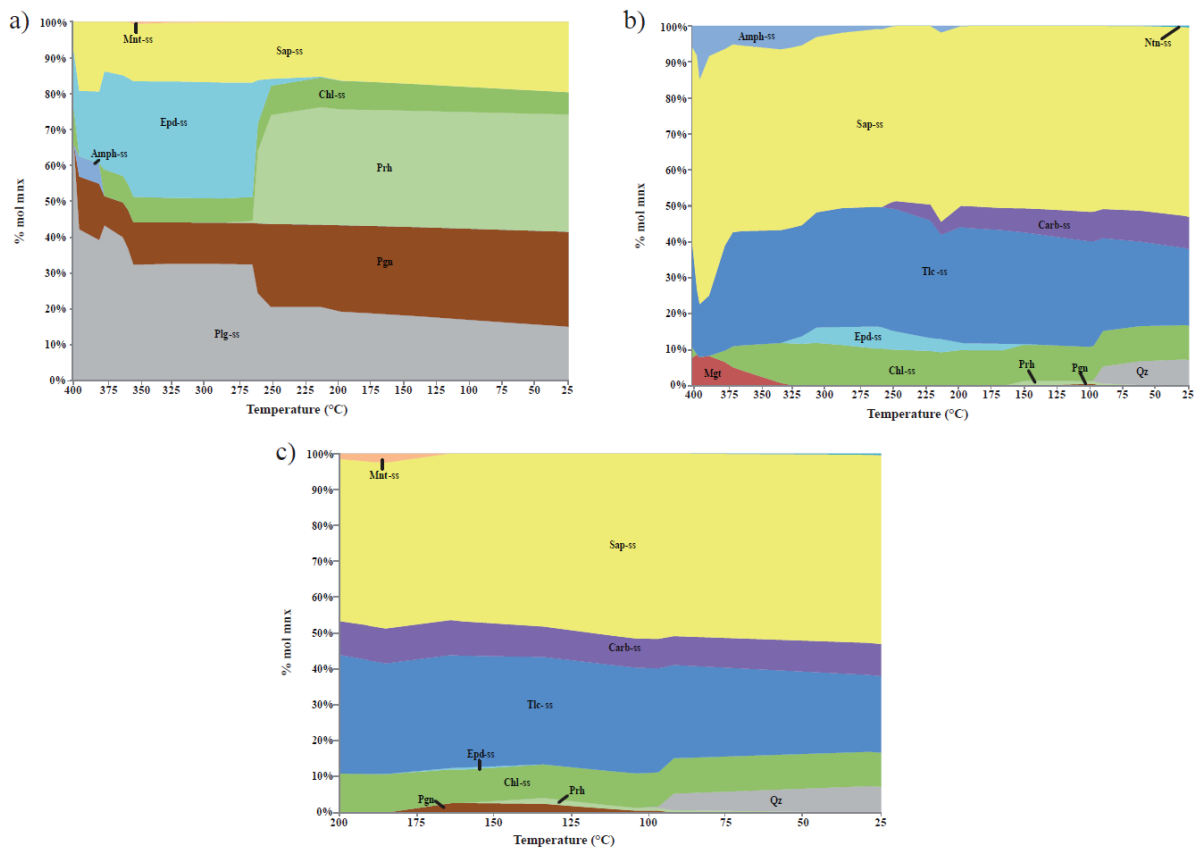 a)
% mol mnx
100%
90%
80%
70%
60%
50%
40%
30%
20%
10%
0%
Mnt-ss
Sap-ss
Epd-ss
Chl-ss
Amph-ss
Prh
Pgn
Plg-ss
400 375 350 325 300 275 250 225 200 175 150 125 100 75 50 25
Temperature (°C)
b)
% mol mnx
100%
90%
80%
70%
60%
50%
40%
30%
20%
10%
0%
Amph-ss
Ntn-ss
Sap-ss
Carb-ss
Tlc-ss
Epd-ss
Prh
Pgn
Mgt
Chl-ss
Qz
400 375 350 325 300 275 250 225 200 175 150 125 100 75 50 25
Temperature (°C)
c)
% mol mnx
100%
90%
80%
70%
60%
50%
40%
30%
20%
10%
0%
Mnt-ss
Sap-ss
Carb-ss
Tlc-ss
Epd-ss
Chl-ss
Prh
Pgn
Qz
200 175 150 125 100 75 50 25
Temperature (°C)